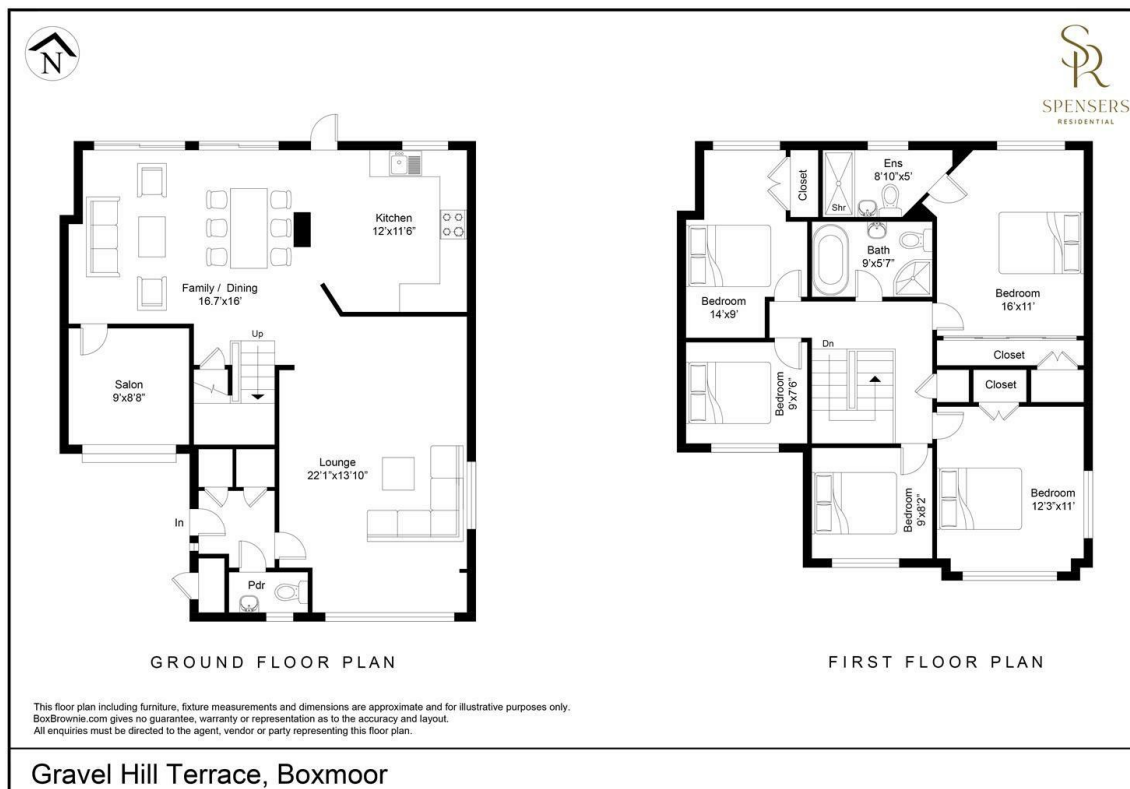 N
SR
SPENSERS
RESIDENTIAL
Kitchen
12'x11'6"
Family / Dining
16.7'x16'
Up
Salon
9'x8'8"
Lounge
22'1"x13'10"
In
Pdr
GROUND FLOOR PLAN
Closet
Ens
8'10"x5'
Shr
Bath
9'x5'7"
Bedroom
14'x9'
Bedroom
16'x11'
Dn
Closet
Bedroom
9'x7'6"
Closet
Bedroom
9'x8'2"
Bedroom
12'3"x11'
FIRST FLOOR PLAN
This floor plan including furniture, fixture measurements and dimensions are approximate and for illustrative purposes only.
BoxBrownie.com gives no guarantee, warranty or representation as to the accuracy and layout.
All enquiries must be directed to the agent, vendor or party representing this floor plan.
Gravel Hill Terrace, Boxmoor